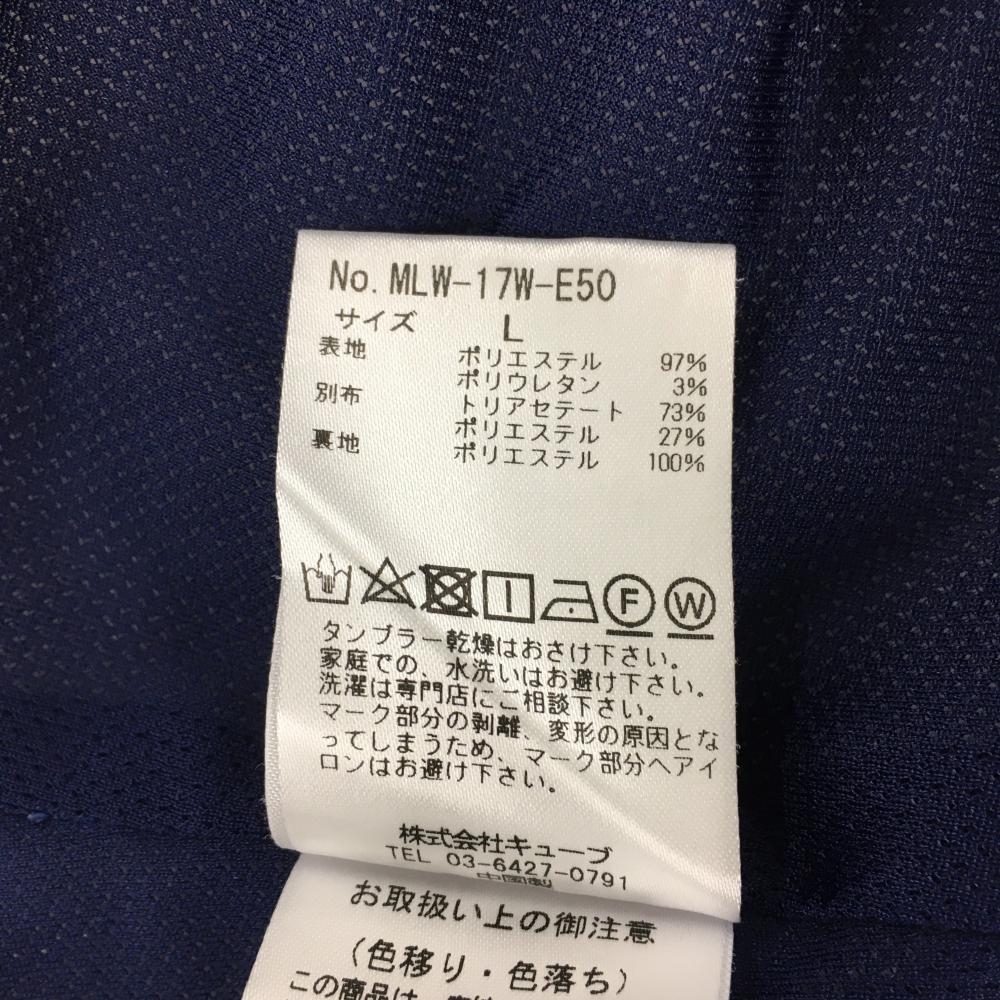 No. MLW-17W-E50
サイズ L
表地 ポリエステル 97%
ポリウレタン 3%
別布 トリアセテート 73%
ポリエステル 27%
裏地 ポリエステル 100%
F W
タンブラー乾燥はおさけ下さい。
家庭での、水洗いはお避け下さい。
洗濯は専門店にご相談下さい。
マーク部分の剥離、変形の原因とな
ってしまうため、マーク部分へアイ
ロンはお避け下さい。
株式会社キューブ
TEL 03-6427-0791
中国製
お取扱い上の御注意
(色移り・色落ち)
この商品は、